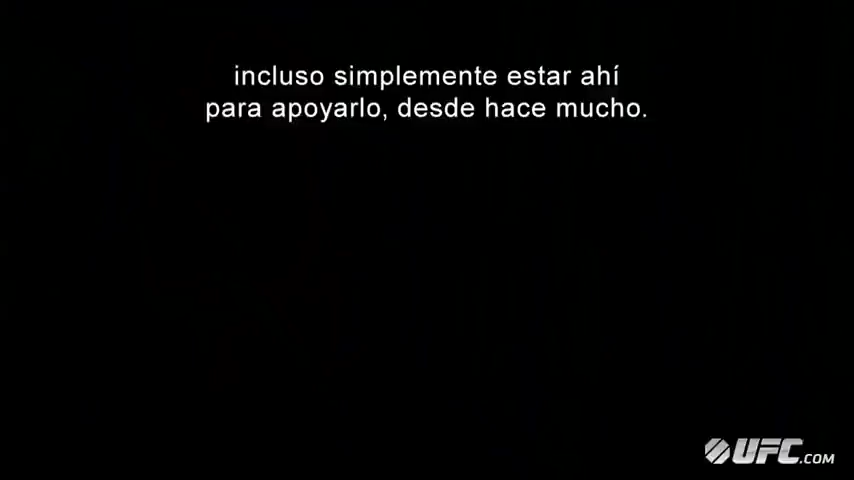 incluso simplemente estar ahí
para apoyarlo, desde hace mucho.
UFC.COM